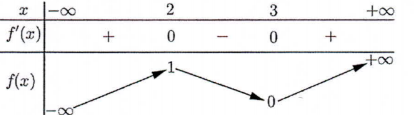 x −∞ 2 3 +∞
f′(x) + 0 − 0 +
1 +∞
f(x)
−∞ 0